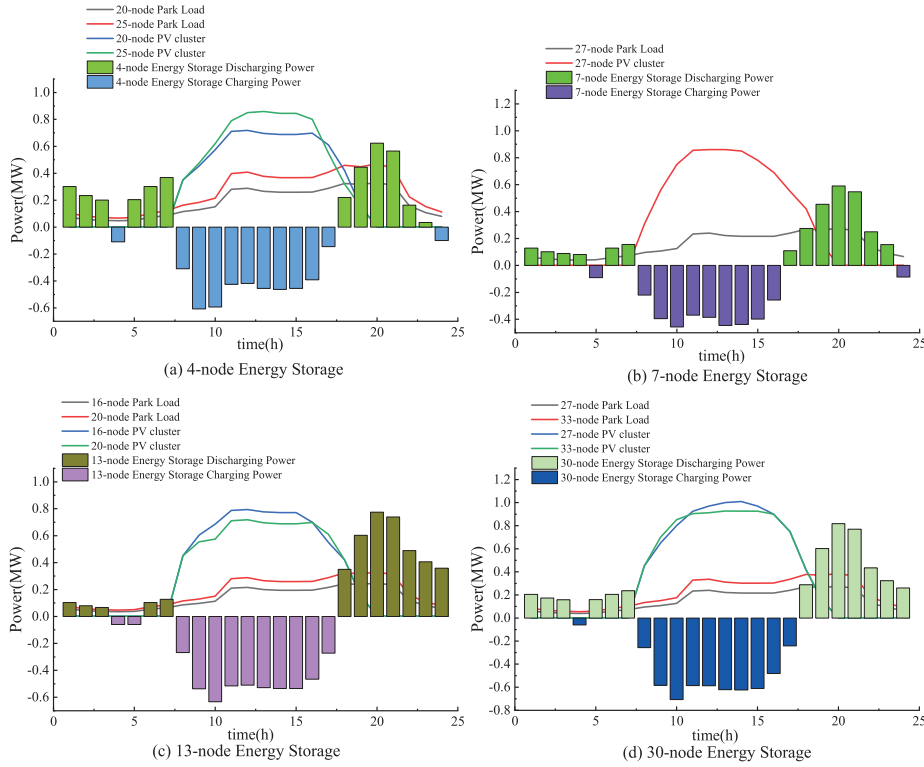 20-node Park Load
25-node Park Load
20-node PV cluster
25-node PV cluster
4-node Energy Storage Discharging Power
4-node Energy Storage Charging Power
1.0
0.8
0.6
0.4
0.2
0.0
-0.2
-0.4
-0.6
Power(MW)
0 5 10 15 20 25
time(h)
(a) 4-node Energy Storage
27-node Park Load
27-node PV cluster
7-node Energy Storage Discharging Power
7-node Energy Storage Charging Power
1.2
1.0
0.8
0.6
0.4
0.2
0.0
-0.2
-0.4
Power(MW)
0 5 10 15 20 25
time(h)
(b) 7-node Energy Storage
16-node Park Load
20-node Park Load
16-node PV cluster
20-node PV cluster
13-node Energy Storage Discharging Power
13-node Energy Storage Charging Power
1.0
0.8
0.6
0.4
0.2
0.0
-0.2
-0.4
-0.6
Power(MW)
0 5 10 15 20 25
time(h)
(c) 13-node Energy Storage
27-node Park Load
33-node Park Load
27-node PV cluster
33-node PV cluster
30-node Energy Storage Discharging Power
30-node Energy Storage Charging Power
1.0
0.8
0.6
0.4
0.2
0.0
-0.2
-0.4
-0.6
-0.8
Power(MW)
0 5 10 15 20 25
time(h)
(d) 30-node Energy Storage